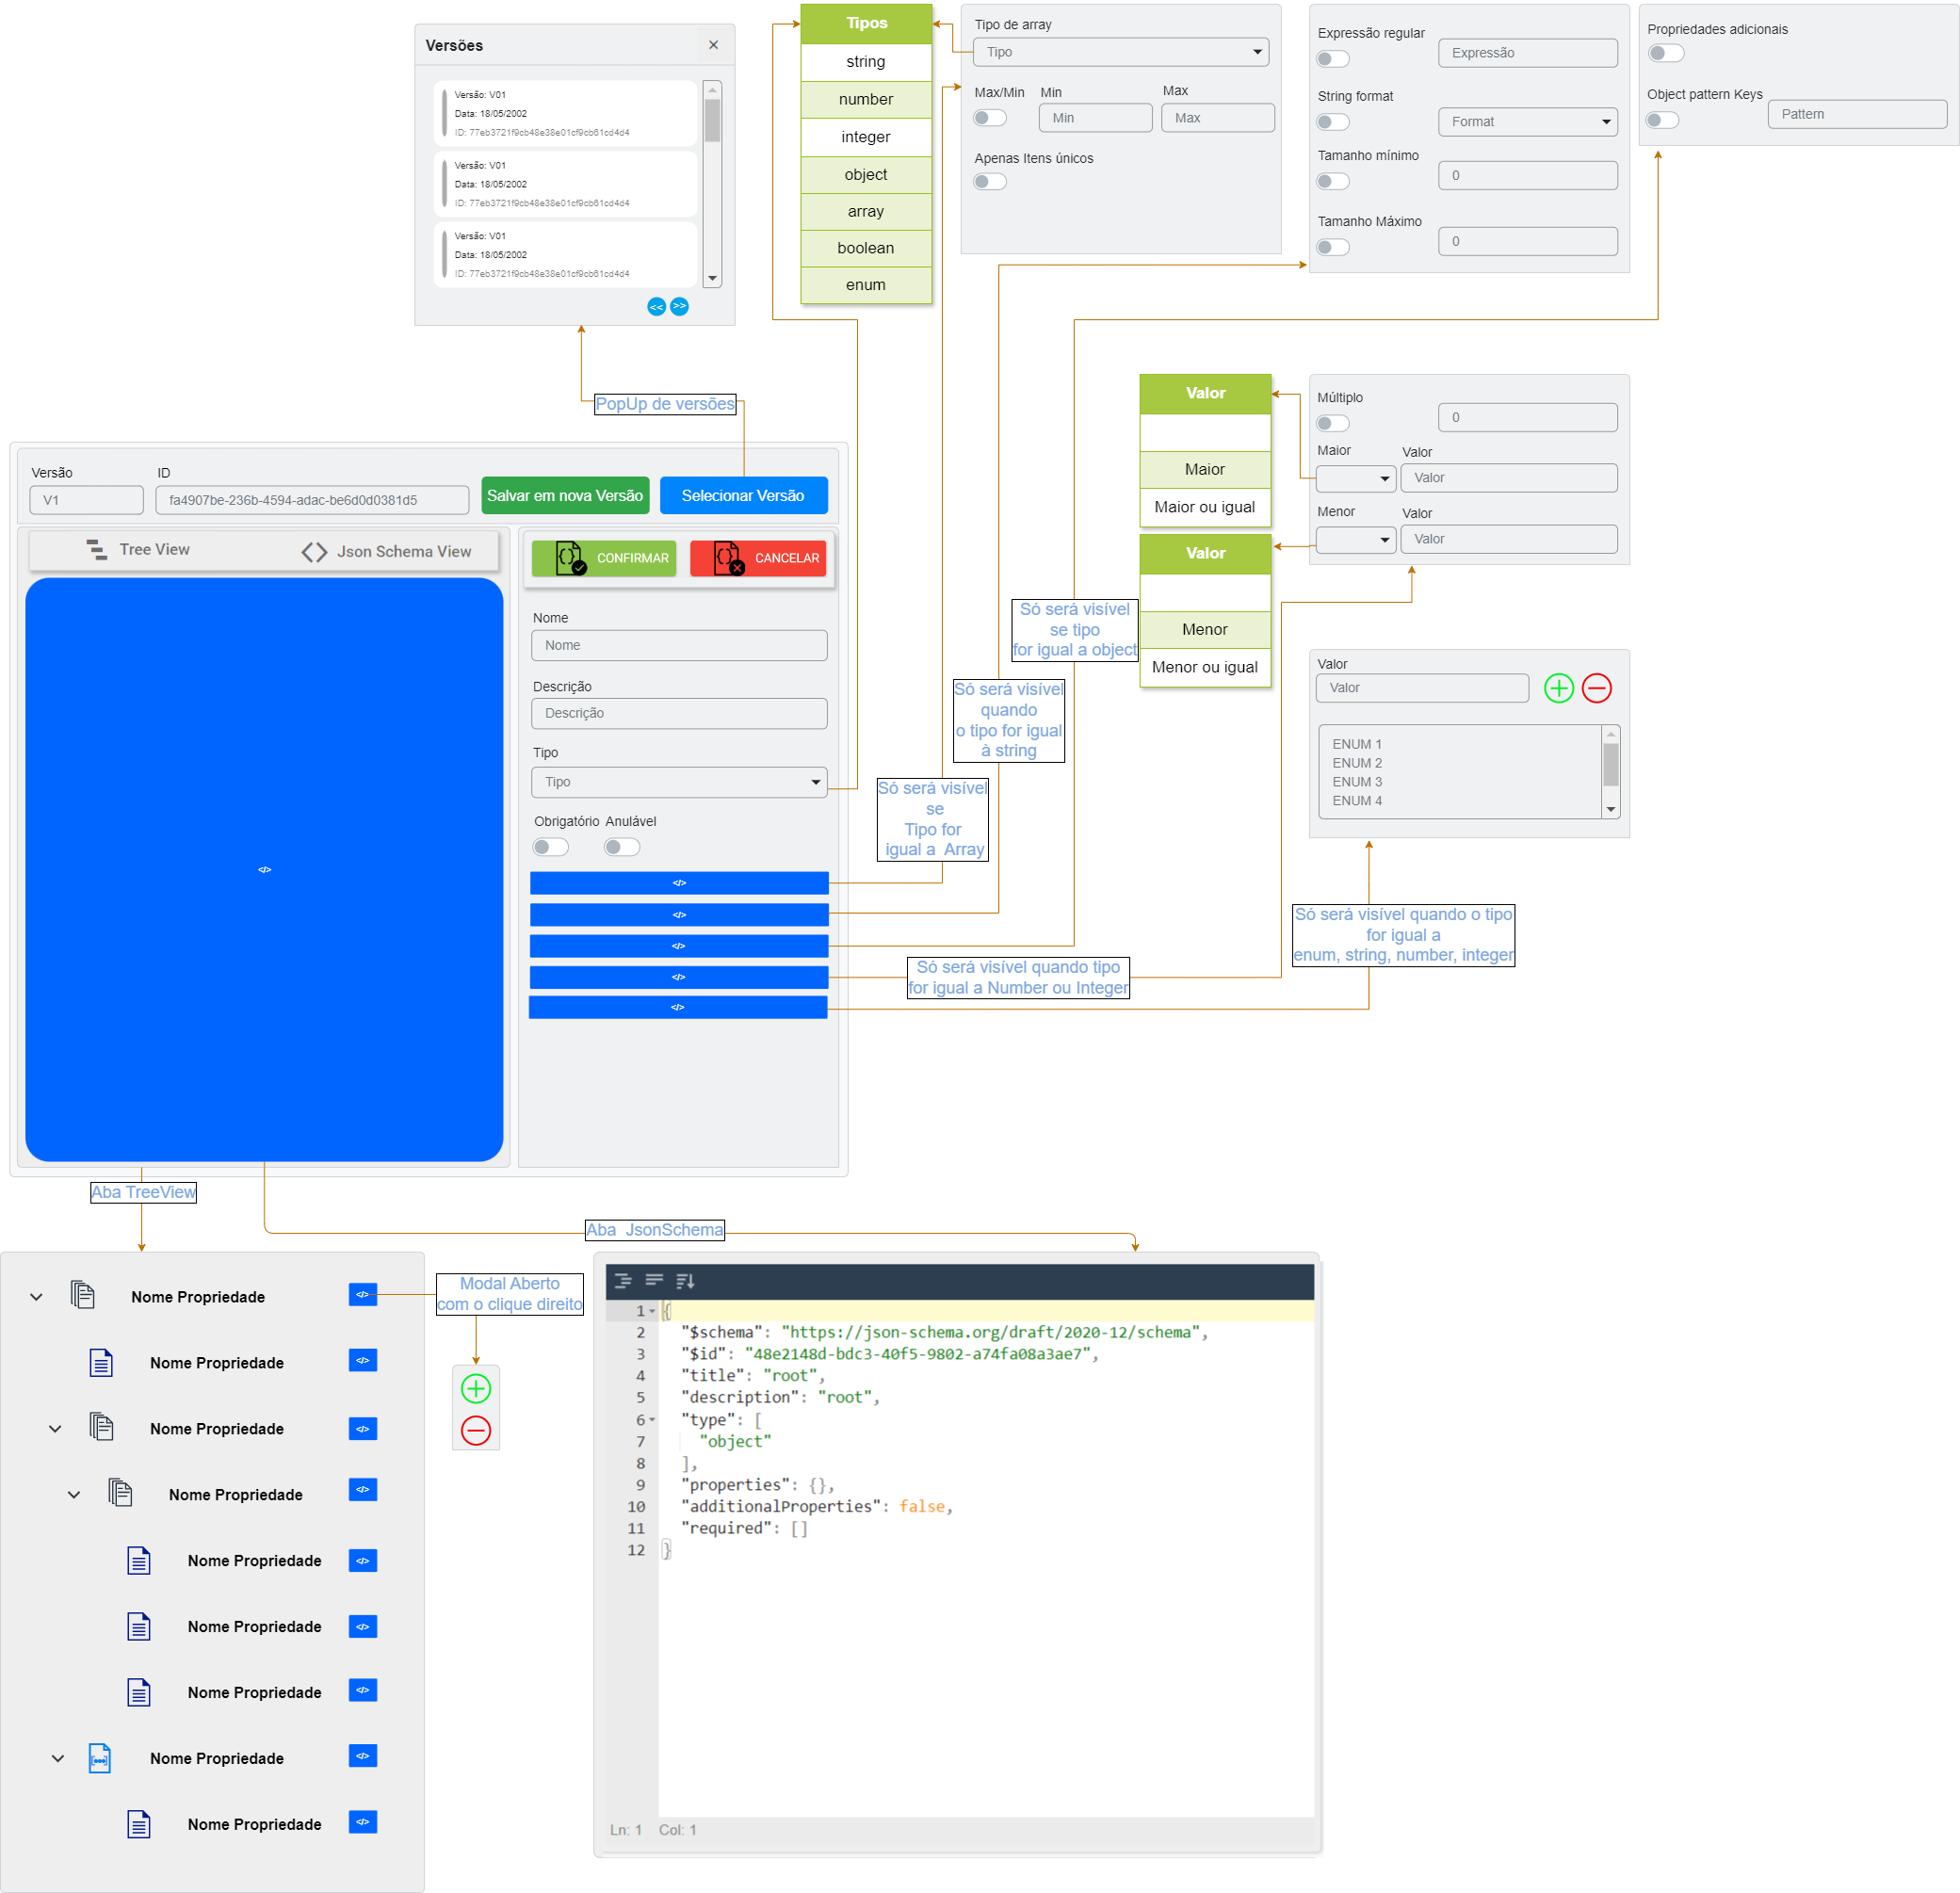 Versões
Versão: V01
Data: 18/05/2002
ID: 77eb3721f9cb48e38e01cf9cb61cd4d4
Versão: V01
Data: 18/05/2002
ID: 77eb3721f9cb48e38e01cf9cb61cd4d4
Versão: V01
Data: 18/05/2002
ID: 77eb3721f9cb48e38e01cf9cb61cd4d4
<< >>
Tipos
string
number
integer
object
array
boolean
enum
Tipo de array
Tipo
Max/Min Min Max
Min Max
Apenas Itens únicos
Expressão regular
Expressão
String format
Format
Tamanho mínimo
0
Tamanho Máximo
0
Propriedades adicionais
Object pattern Keys
Pattern
PopUp de versões
Valor
Maior
Maior ou igual
Valor
Menor
Menor ou igual
Múltiplo
0
Maior Valor
Valor
Menor Valor
Valor
Versão ID
V1 fa4907be-236b-4594-adac-be6d0d0381d5
Salvar em nova Versão Selecionar Versão
Tree View Json Schema View
</>
CONFIRMAR CANCELAR
Nome
Nome
Descrição
Descrição
Tipo
Tipo
Obrigatório Anulável
</>
</>
</>
</>
</>
Só será visível
se tipo
for igual a object
Só será visível
quando
o tipo for igual
à string
Só será visível
se
Tipo for
igual a Array
Só será visível quando tipo
for igual a Number ou Integer
Valor
Valor
ENUM 1
ENUM 2
ENUM 3
ENUM 4
Só será visível quando o tipo
for igual a
enum, string, number, integer
Aba TreeView
Aba JsonSchema
Nome Propriedade </>
Nome Propriedade </>
Nome Propriedade </>
Nome Propriedade </>
Nome Propriedade </>
Nome Propriedade </>
Nome Propriedade </>
Nome Propriedade </>
Nome Propriedade </>
Modal Aberto
com o clique direito
1 {
2 "$schema": "https://json-schema.org/draft/2020-12/schema",
3 "$id": "48e2148d-bdc3-40f5-9802-a74fa08a3ae7",
4 "title": "root",
5 "description": "root",
6 "type": [
7 "object"
8 ],
9 "properties": {},
10 "additionalProperties": false,
11 "required": []
12 }
Ln: 1 Col: 1